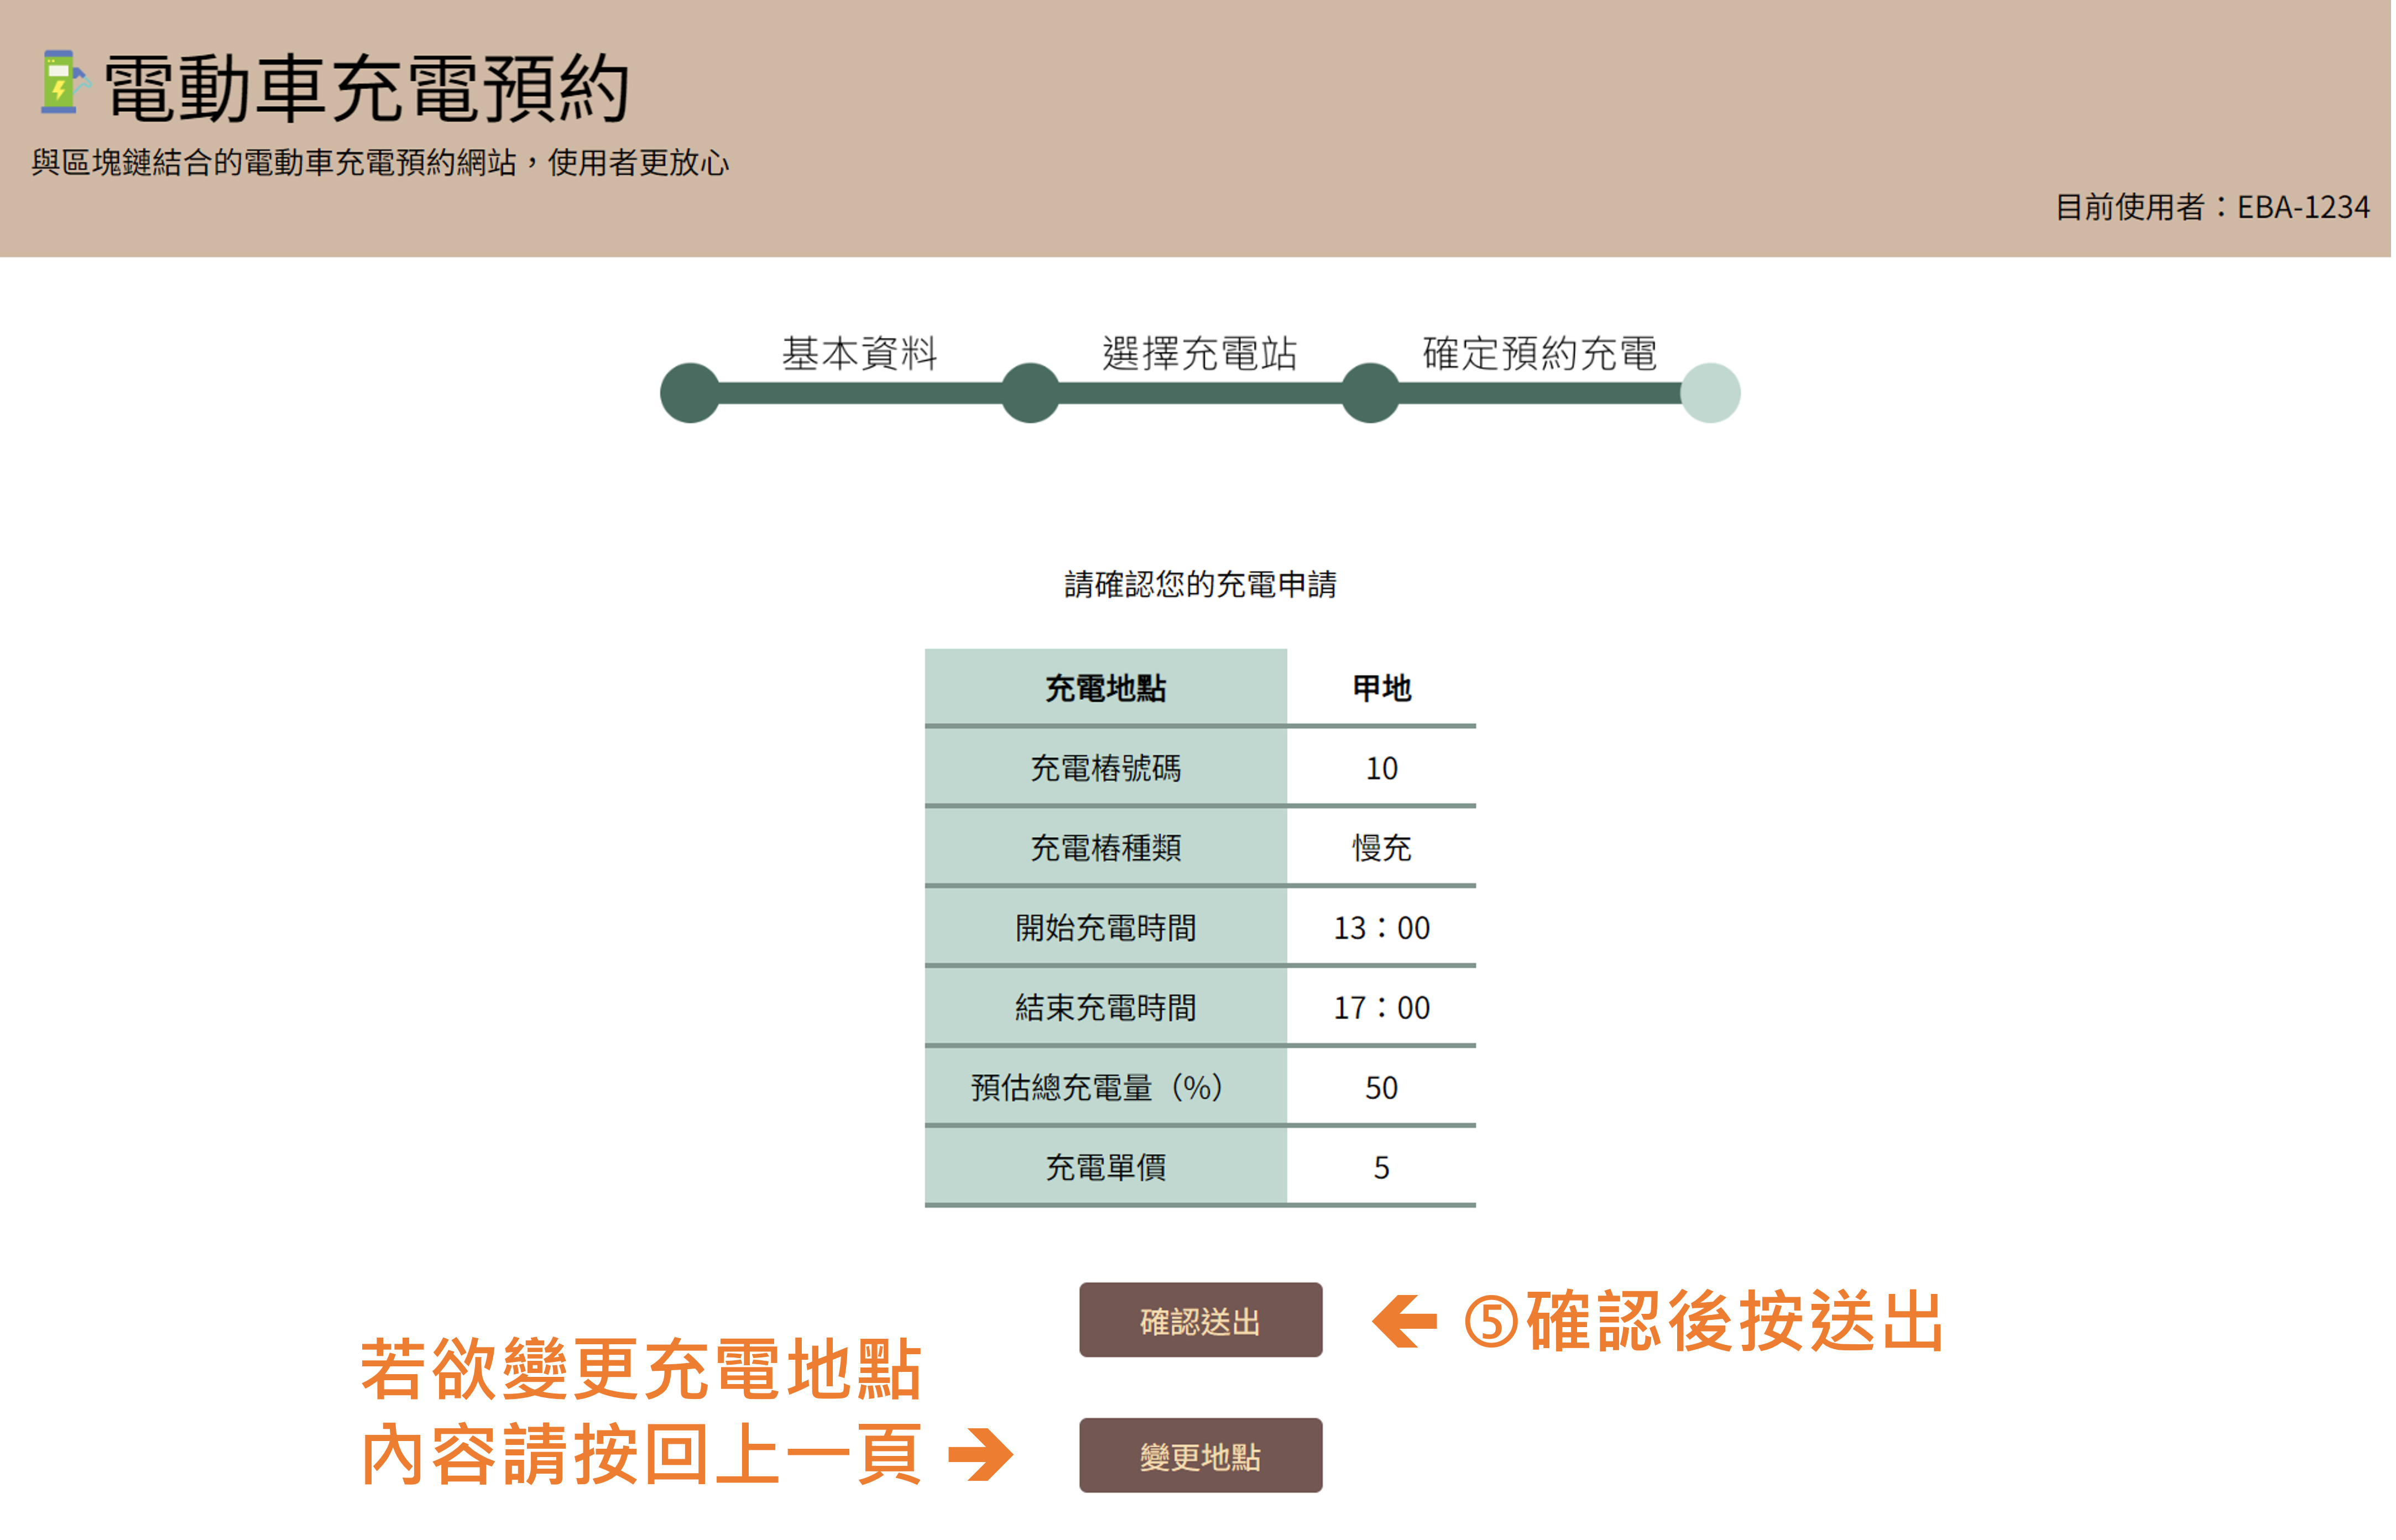 電動車充電預約
與區塊鏈結合的電動車充電預約網站，使用者更放心
目前使用者：EBA-1234
基本資料 選擇充電站 確定預約充電
請確認您的充電申請
充電地點 甲地
充電樁號碼 10
充電樁種類 慢充
開始充電時間 13：00
結束充電時間 17：00
預估總充電量（%） 50
充電單價 5
確認送出 ⑤確認後按送出
若欲變更充電地點
內容請按回上一頁
變更地點